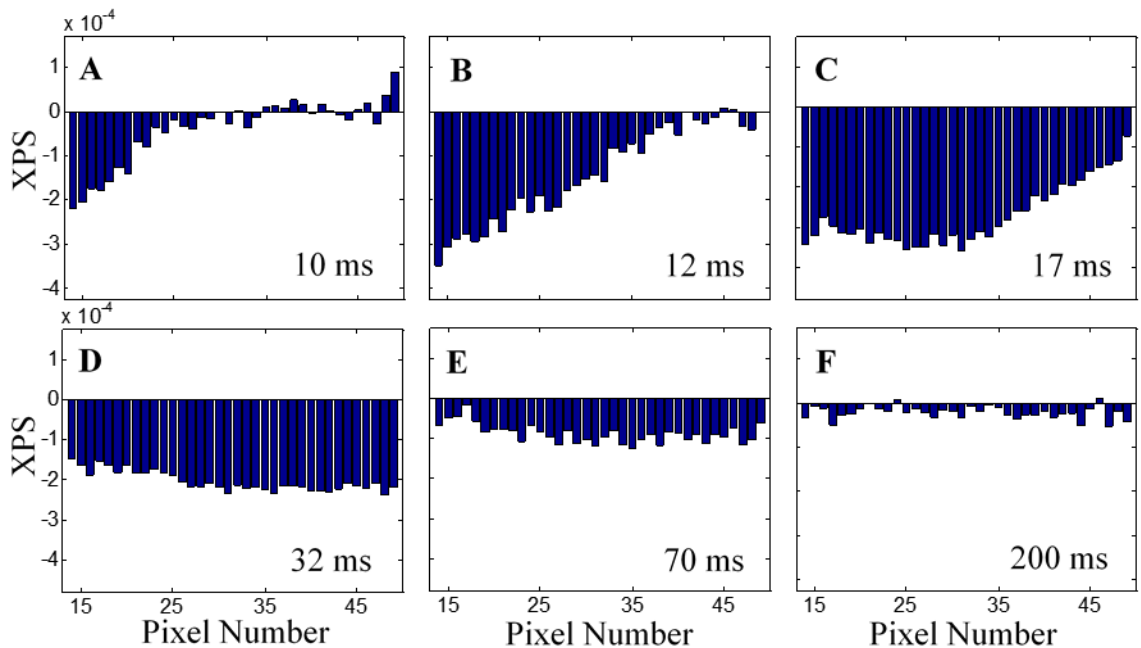 x 10⁻⁴
A
B
C
1
0
-1
-2
-3
-4
XPS
10 ms
12 ms
17 ms
x 10⁻⁴
D
E
F
1
0
-1
-2
-3
-4
XPS
32 ms
70 ms
200 ms
15 25 35 45
15 25 35 45
15 25 35 45
Pixel Number
Pixel Number
Pixel Number